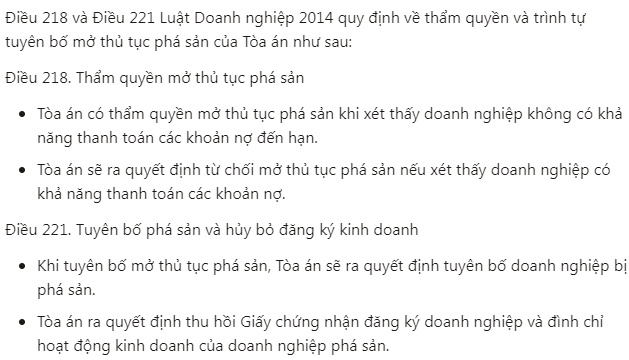 Điều 218 và Điều 221 Luật Doanh nghiệp 2014 quy định về thẩm quyền và trình tự
tuyên bố mở thủ tục phá sản của Tòa án như sau:
Điều 218. Thẩm quyền mở thủ tục phá sản
• Tòa án có thẩm quyền mở thủ tục phá sản khi xét thấy doanh nghiệp không có khả
năng thanh toán các khoản nợ đến hạn.
• Tòa án sẽ ra quyết định từ chối mở thủ tục phá sản nếu xét thấy doanh nghiệp có
khả năng thanh toán các khoản nợ.
Điều 221. Tuyên bố phá sản và hủy bỏ đăng ký kinh doanh
• Khi tuyên bố mở thủ tục phá sản, Tòa án sẽ ra quyết định tuyên bố doanh nghiệp bị
phá sản.
• Tòa án ra quyết định thu hồi Giấy chứng nhận đăng ký doanh nghiệp và đình chỉ
hoạt động kinh doanh của doanh nghiệp phá sản.